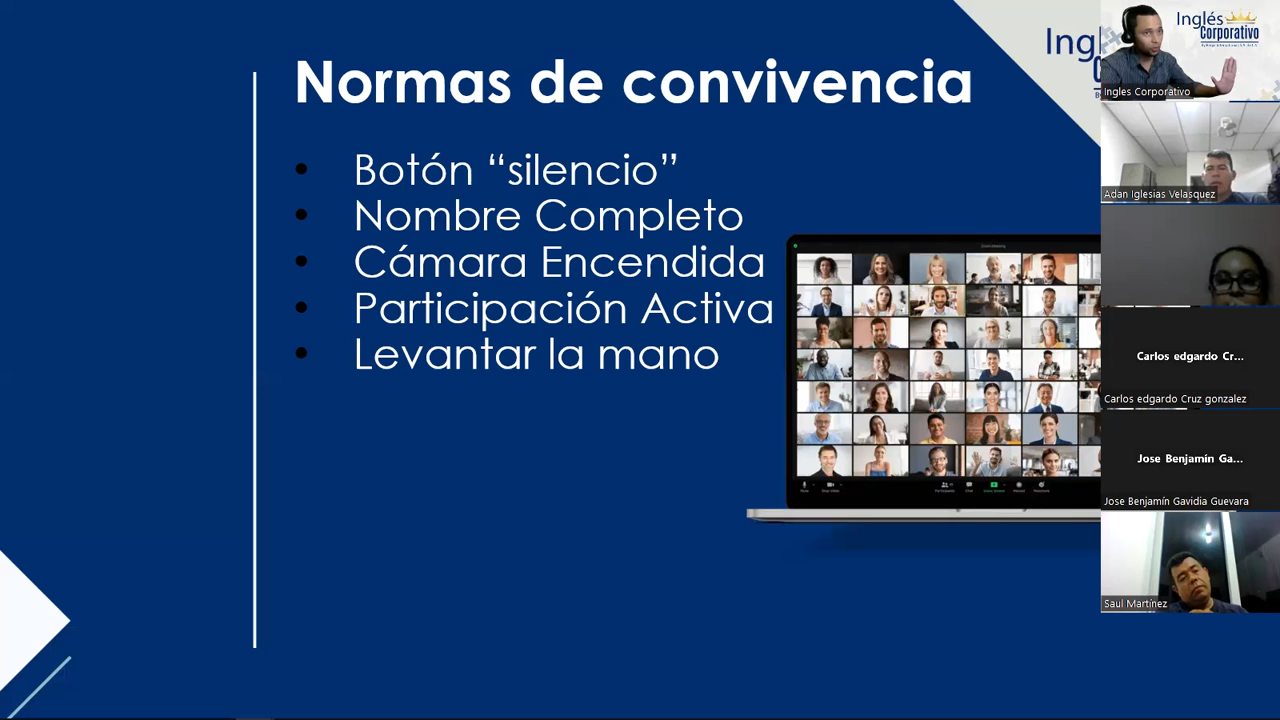 Normas de convivencia
• Botón “silencio”
• Nombre Completo
• Cámara Encendida
• Participación Activa
• Levantar la mano
Ing
Inglés
Corporativo
Ingles Corporativo
Adan Iglesias Velasquez
Carlos edgardo Cr...
Carlos edgardo Cruz gonzalez
Jose Benjamín Ga...
Jose Benjamín Gavidia Guevara
Saul Martínez